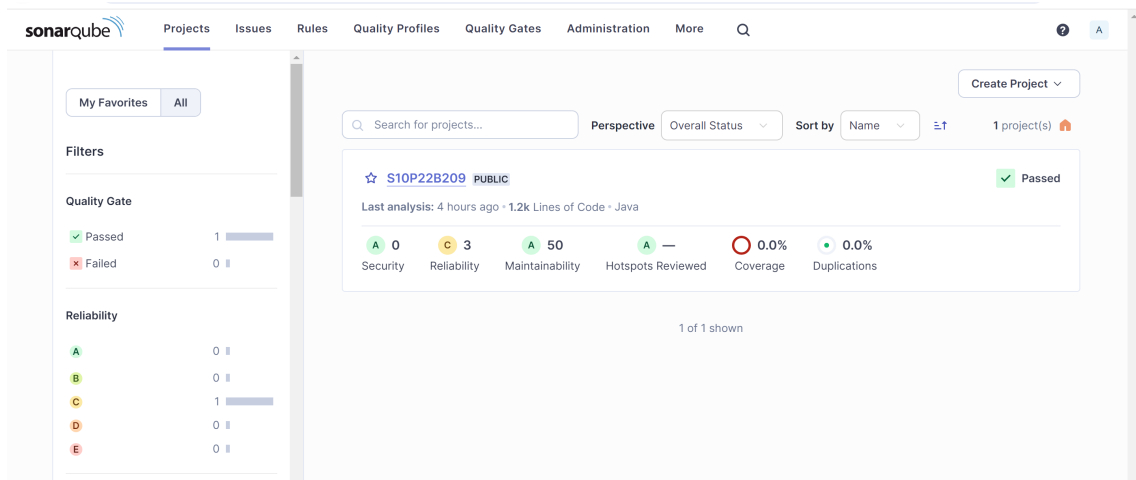 sonarqube Projects Issues Rules Quality Profiles Quality Gates Administration More ? A
My Favorites All
Filters
Quality Gate
Passed 1
Failed 0
Reliability
A 0
B 0
C 1
D 0
E 0
Create Project
Search for projects... Perspective Overall Status Sort by Name 1 project(s)
S10P22B209 PUBLIC Passed
Last analysis: 4 hours ago • 1.2k Lines of Code • Java
A 0 C 3 A 50 A — 0.0% 0.0%
Security Reliability Maintainability Hotspots Reviewed Coverage Duplications
1 of 1 shown